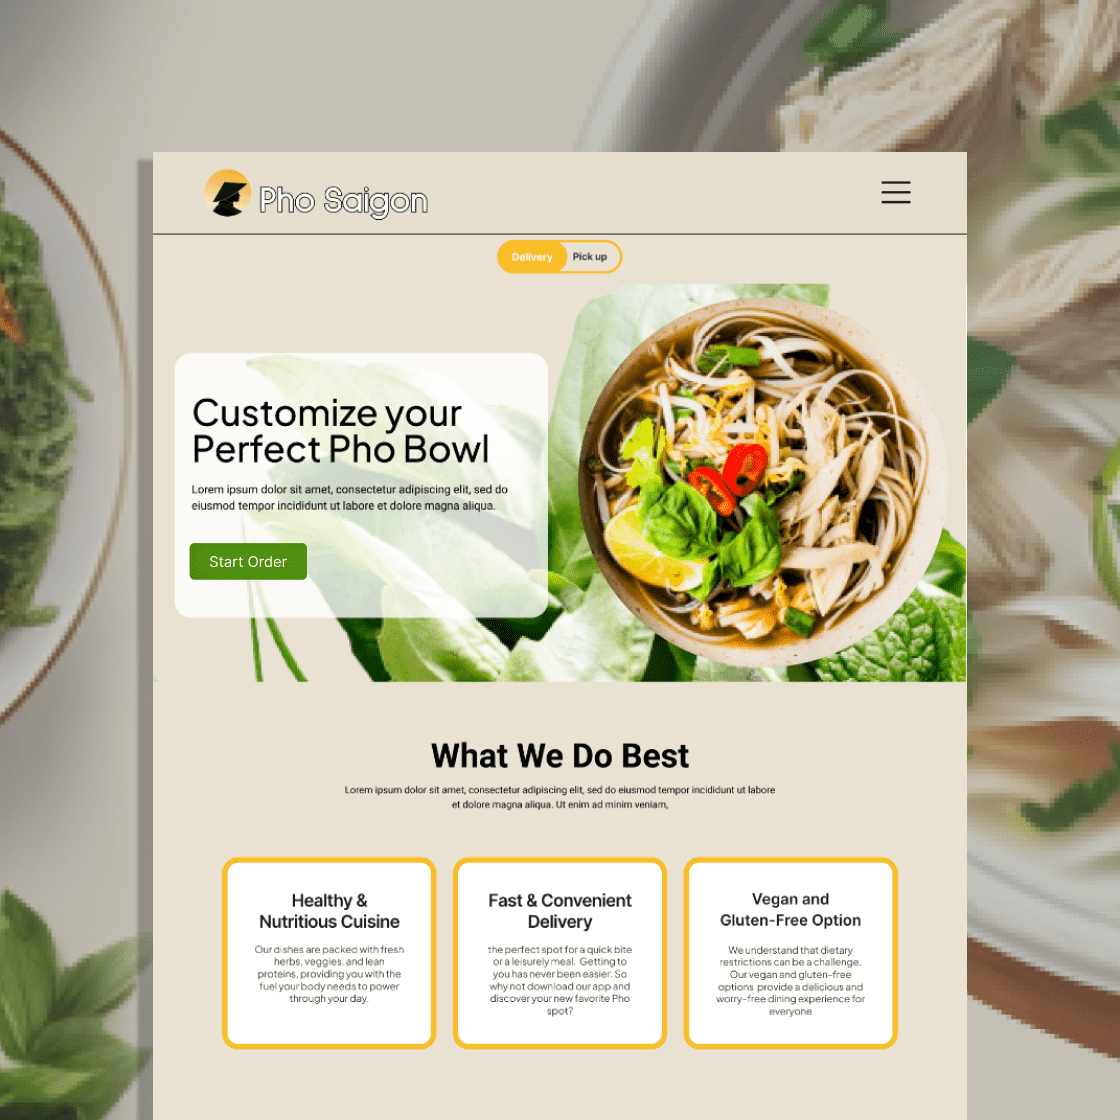 Pho Saigon
Delivery
Pick up
Customize your
Perfect Pho Bowl
Lorem ipsum dolor sit amet, consectetur adipiscing elit, sed do
eiusmod tempor incididunt ut labore et dolore magna aliqua.
Start Order
What We Do Best
Lorem ipsum dolor sit amet, consectetur adipiscing elit, sed do eiusmod tempor incididunt ut labore
et dolore magna aliqua. Ut enim ad minim veniam,
Healthy &
Nutritious Cuisine
Our dishes are packed with fresh
herbs, veggies, and lean
proteins, providing you with the
fuel your body needs to power
through your day.
Fast & Convenient
Delivery
the perfect spot for a quick bite
or a leisurely meal. Getting to
you has never been easier. So
why not download our app and
discover your new favorite Pho
spot?
Vegan and
Gluten-Free Option
We understand that dietary
restrictions can be a challenge.
Our vegan and gluten-free
options provide a delicious and
worry-free dining experience for
everyone